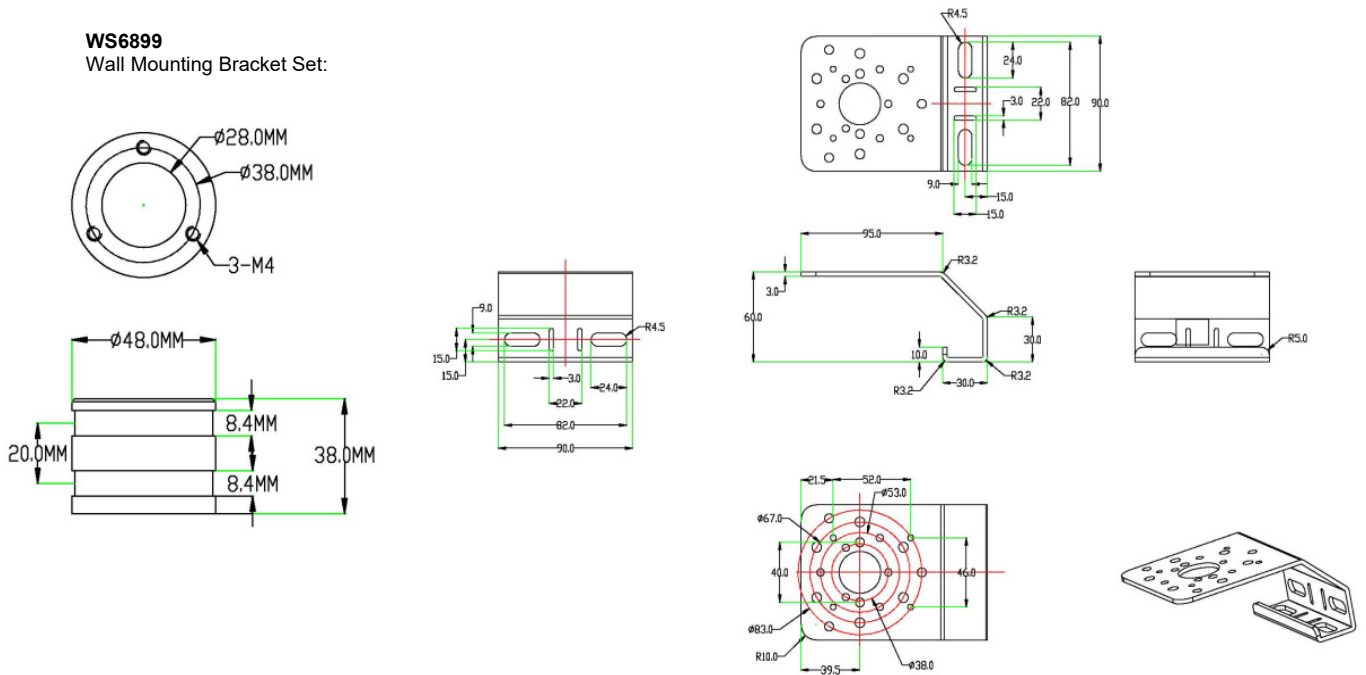 WS6899
Wall Mounting Bracket Set:
Ø28.0MM
Ø38.0MM
3-M4
Ø48.0MM
8.4MM
20.0MM
38.0MM
8.4MM
R4.5
24.0
3.0
22.0
82.0
90.0
9.0
15.0
15.0
9.0
R4.5
15.0
15.0
3.0
24.0
22.0
82.0
90.0
95.0
R3.2
3.0
60.0
R3.2
30.0
10.0
30.0
R3.2
R3.2
R5.0
21.5
52.0
Ø53.0
Ø67.0
40.0
46.0
Ø83.0
R10.0
Ø38.0
39.5